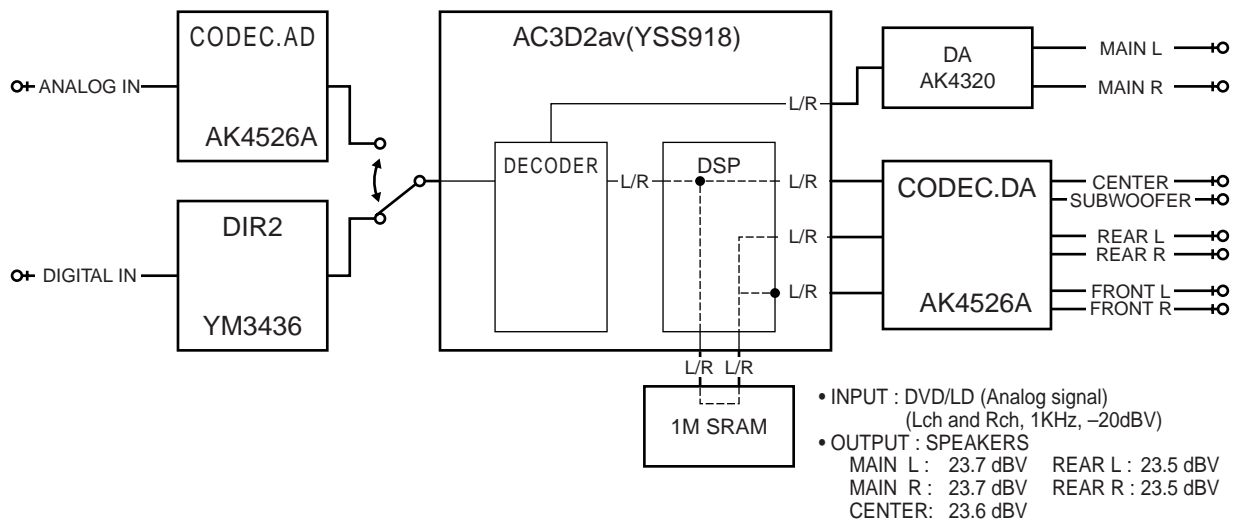 CODEC.AD
AK4526A
ANALOG IN
DIR2
YM3436
DIGITAL IN
AC3D2av(YSS918)
DECODER
L/R
L/R
DSP
L/R
L/R
L/R
L/R L/R
1M SRAM
DA
AK4320
MAIN L
MAIN R
CODEC.DA
AK4526A
CENTER
SUBWOOFER
REAR L
REAR R
FRONT L
FRONT R
• INPUT : DVD/LD (Analog signal)
(Lch and Rch, 1KHz, –20dBV)
• OUTPUT : SPEAKERS
MAIN L : 23.7 dBV REAR L : 23.5 dBV
MAIN R : 23.7 dBV REAR R : 23.5 dBV
CENTER: 23.6 dBV